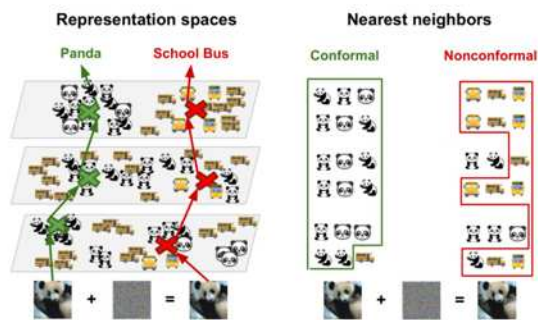 Representation spaces
Nearest neighbors
Panda
School Bus
Conformal
Nonconformal
+
=
+
=